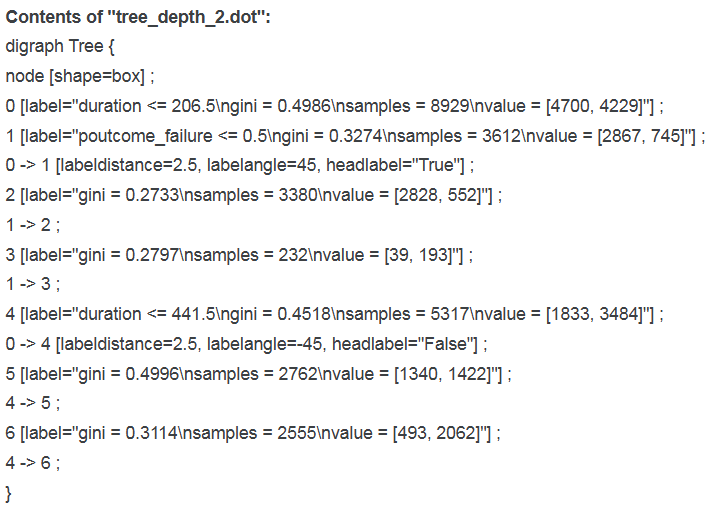 Contents of "tree_depth_2.dot":
digraph Tree {
node [shape=box] ;
0 [label="duration <= 206.5\ngini = 0.4986\nsamples = 8929\nvalue = [4700, 4229]"] ;
1 [label="poutcome_failure <= 0.5\ngini = 0.3274\nsamples = 3612\nvalue = [2867, 745]"] ;
0 -> 1 [labeldistance=2.5, labelangle=45, headlabel="True"] ;
2 [label="gini = 0.2733\nsamples = 3380\nvalue = [2828, 552]"] ;
1 -> 2 ;
3 [label="gini = 0.2797\nsamples = 232\nvalue = [39, 193]"] ;
1 -> 3 ;
4 [label="duration <= 441.5\ngini = 0.4518\nsamples = 5317\nvalue = [1833, 3484]"] ;
0 -> 4 [labeldistance=2.5, labelangle=-45, headlabel="False"] ;
5 [label="gini = 0.4996\nsamples = 2762\nvalue = [1340, 1422]"] ;
4 -> 5 ;
6 [label="gini = 0.3114\nsamples = 2555\nvalue = [493, 2062]"] ;
4 -> 6 ;
}